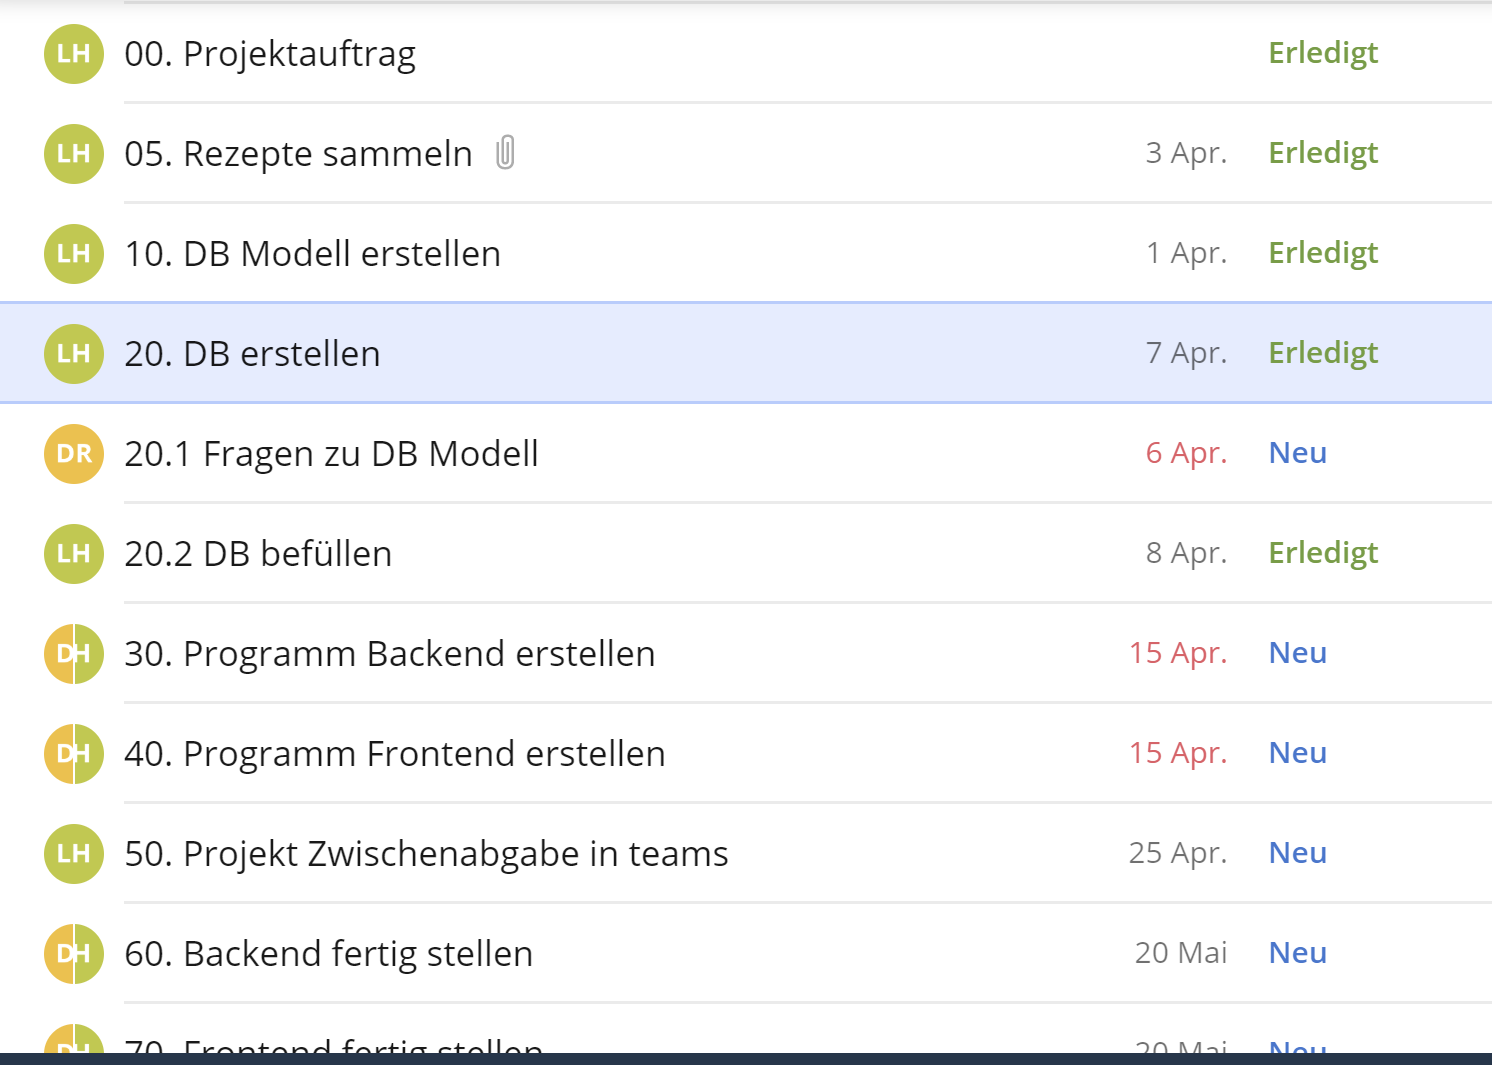 LH 00. Projektauftrag Erledigt
LH 05. Rezepte sammeln 3 Apr. Erledigt
LH 10. DB Modell erstellen 1 Apr. Erledigt
LH 20. DB erstellen 7 Apr. Erledigt
DR 20.1 Fragen zu DB Modell 6 Apr. Neu
LH 20.2 DB befüllen 8 Apr. Erledigt
DH 30. Programm Backend erstellen 15 Apr. Neu
DH 40. Programm Frontend erstellen 15 Apr. Neu
LH 50. Projekt Zwischenabgabe in teams 25 Apr. Neu
DH 60. Backend fertig stellen 20 Mai Neu
DH 70. Frontend fertig stellen 20 Mai Neu